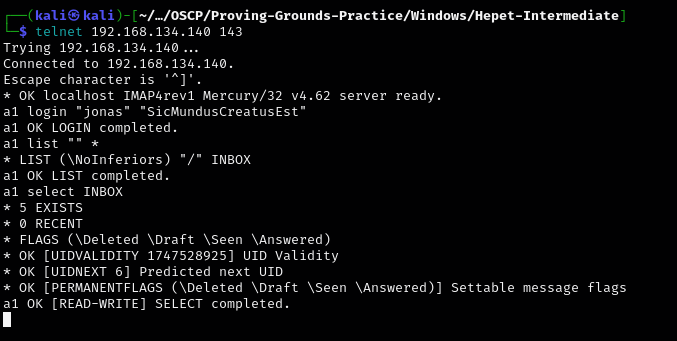 ┌──(kali㉿kali)-[~/…/OSCP/Proving-Grounds-Practice/Windows/Hepet-Intermediate]
└─$ telnet 192.168.134.140 143
Trying 192.168.134.140...
Connected to 192.168.134.140.
Escape character is '^]'.
* OK localhost IMAP4rev1 Mercury/32 v4.62 server ready.
a1 login "jonas" "SicMundusCreatusEst"
a1 OK LOGIN completed.
a1 list "" *
* LIST (\NoInferiors) "/" INBOX
a1 OK LIST completed.
a1 select INBOX
* 5 EXISTS
* 0 RECENT
* FLAGS (\Deleted \Draft \Seen \Answered)
* OK [UIDVALIDITY 1747528925] UID Validity
* OK [UIDNEXT 6] Predicted next UID
* OK [PERMANENTFLAGS (\Deleted \Draft \Seen \Answered)] Settable message flags
a1 OK [READ-WRITE] SELECT completed.